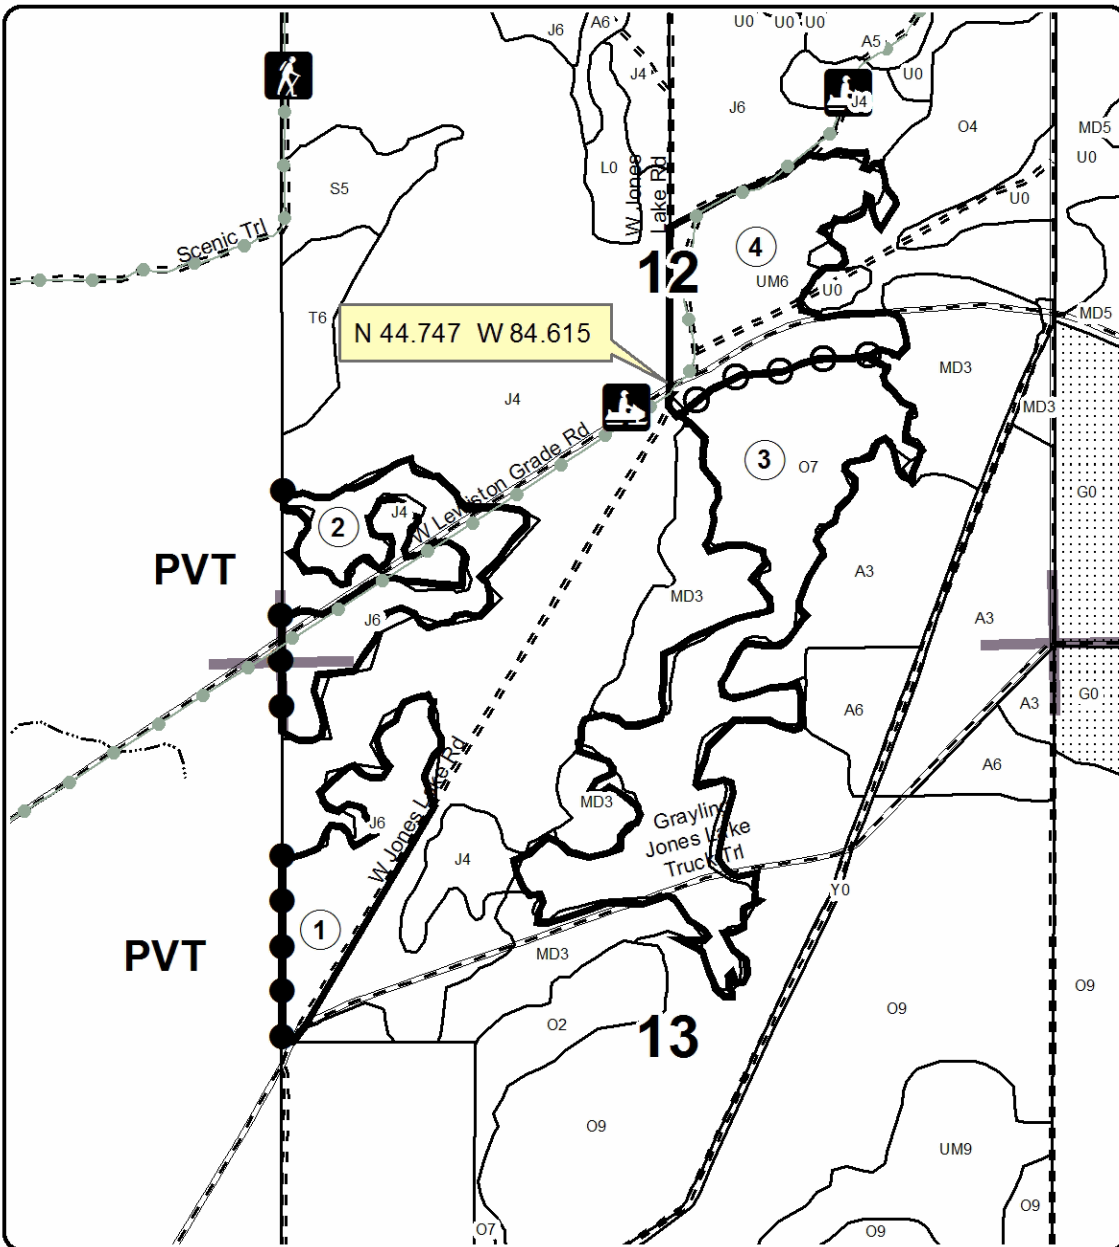 J6
A6
U0
U0
U0
A5
J4
U0
J4
J6
O4
MD5
U0
L0
S5
W Jones
Lake Rd
U0
Scenic Trl
4
12
UM6
U0
T6
N 44.747 W 84.615
MD5
MD3
J4
MD3
W Lewiston Grade Rd
3
O7
G0
J4
2
PVT
A3
MD3
J6
A3
G0
A3
A6
A6
W Jones Lake Rd
MD3
Grayling
Jones Lake
Truck Trl
J6
J4
Y0
1
PVT
MD3
O9
O9
O2
13
O9
UM9
O9
O7
O9